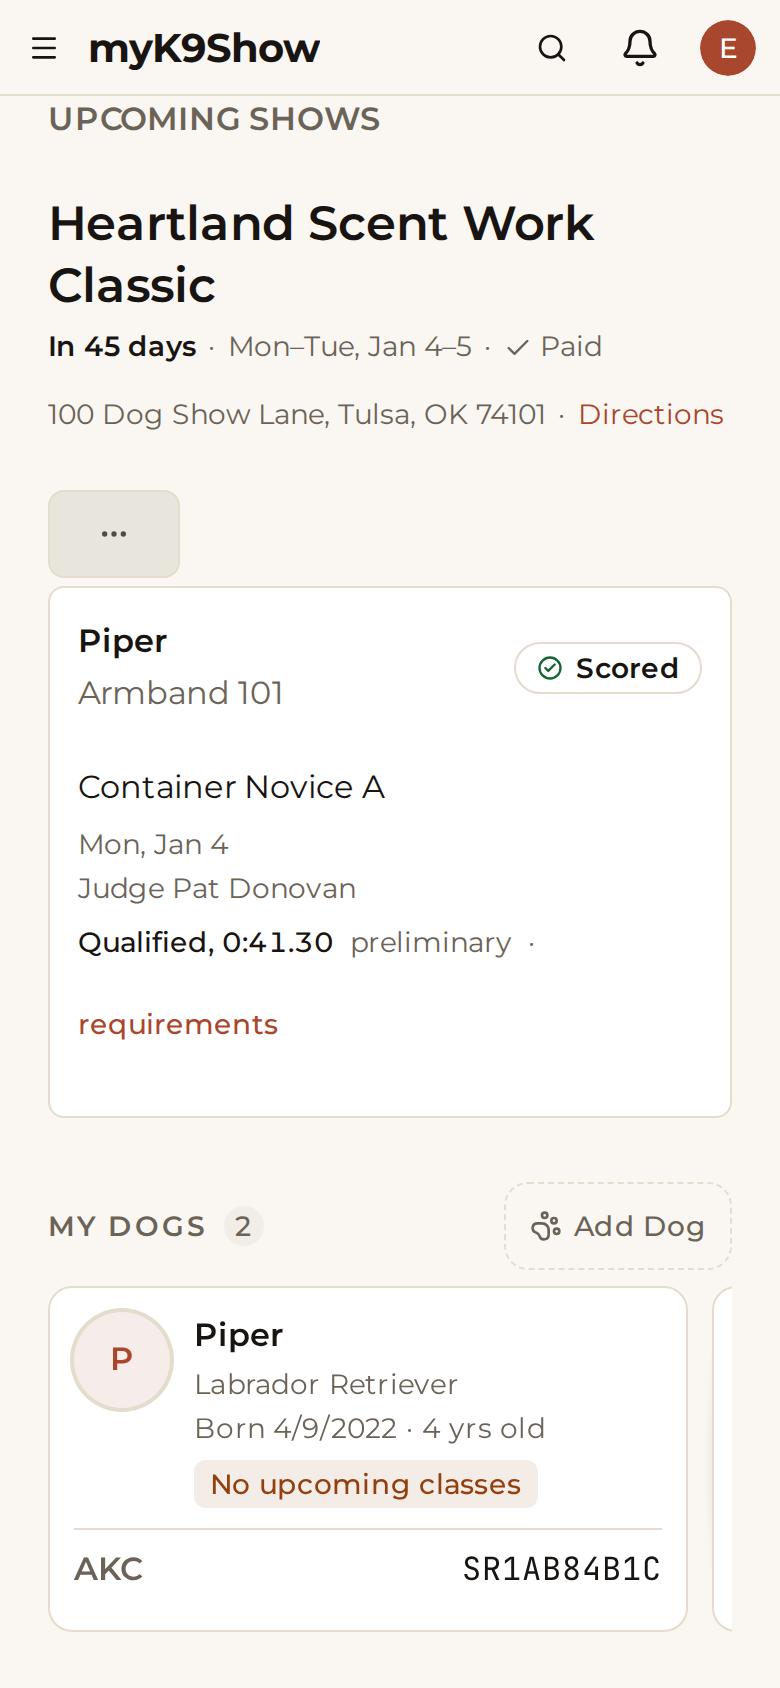 myK9Show
E
UPCOMING SHOWS
Heartland Scent Work
Classic
In 45 days · Mon–Tue, Jan 4–5 · ✓ Paid
100 Dog Show Lane, Tulsa, OK 74101 · Directions
...
Piper
Armband 101
Scored
Container Novice A
Mon, Jan 4
Judge Pat Donovan
Qualified, 0:41.30 preliminary ·
requirements
MY DOGS 2
Add Dog
P
Piper
Labrador Retriever
Born 4/9/2022 · 4 yrs old
No upcoming classes
AKC SR1AB84B1C